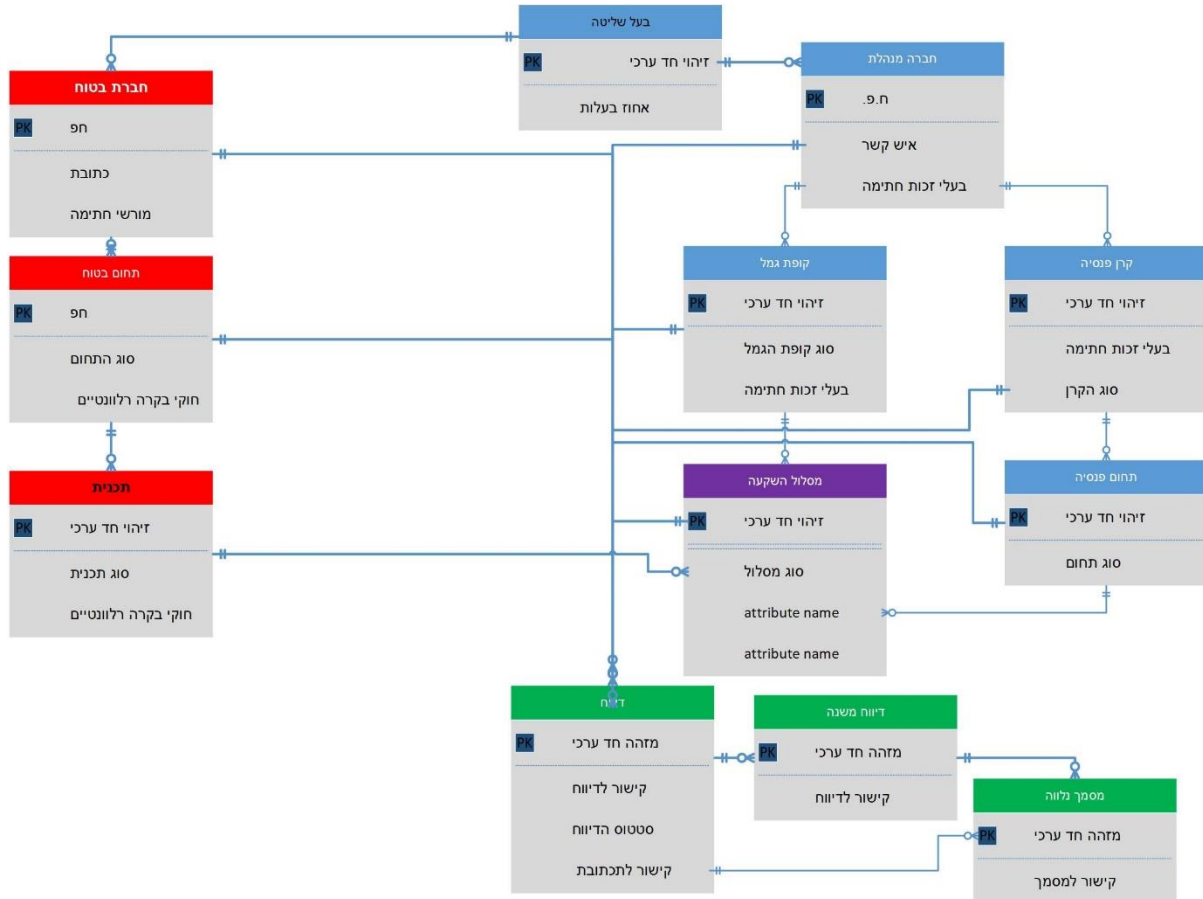 בעל שליטה
PK זיהוי חד ערכי
אחוז בעלות
חברה מנהלת
PK ח.פ.
איש קשר
בעלי זכות חתימה
חברת בטוח
PK חפ
כתובת
מורשי חתימה
תחום בטוח
PK חפ
סוג התחום
חוקי בקרה רלוונטיים
תכנית
PK זיהוי חד ערכי
סוג תכנית
חוקי בקרה רלוונטיים
קופת גמל
PK זיהוי חד ערכי
סוג קופת הגמל
בעלי זכות חתימה
קרן פנסיה
PK זיהוי חד ערכי
בעלי זכות חתימה
סוג הקרן
מסלול השקעה
PK זיהוי חד ערכי
סוג מסלול
attribute name
attribute name
תחום פנסיה
PK זיהוי חד ערכי
סוג תחום
דיווח
PK מזהה חד ערכי
קישור לדיווח
סטטוס הדיווח
קישור לתכתובת
דיווח משנה
PK מזהה חד ערכי
קישור לדיווח
מסמך נלווה
PK מזהה חד ערכי
קישור למסמך